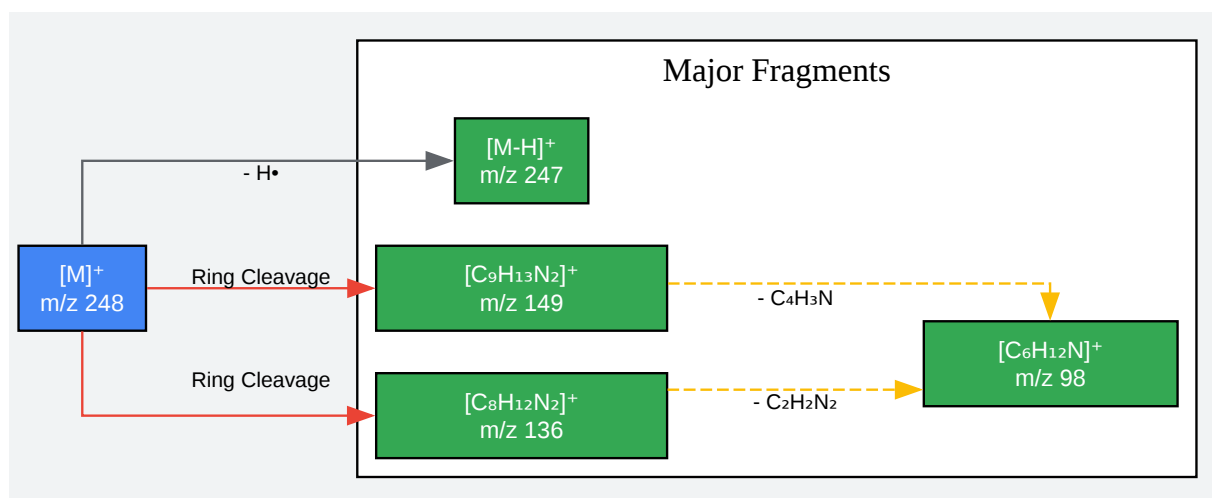 Major Fragments
[M-H]⁺
m/z 247
- H•
[M]⁺
m/z 248
Ring Cleavage
[C₉H₁₃N₂]⁺
m/z 149
- C₄H₃N
[C₆H₁₂N]⁺
m/z 98
Ring Cleavage
[C₈H₁₂N₂]⁺
m/z 136
- C₂H₂N₂